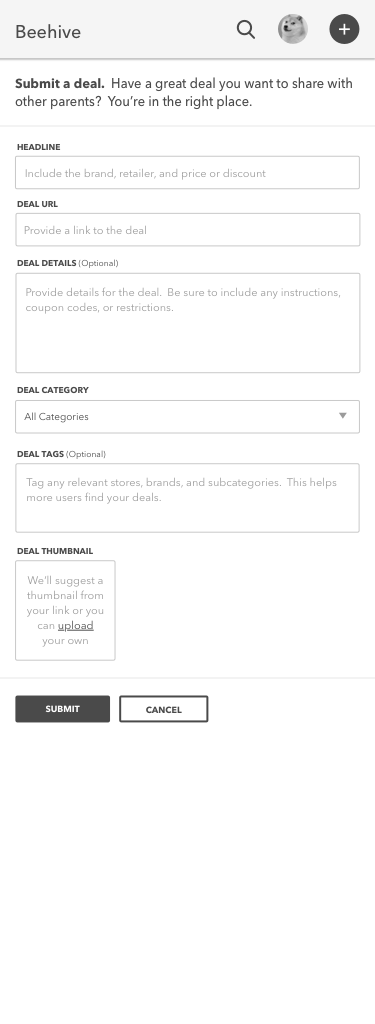 Beehive
Submit a deal.  Have a great deal you want to share with
other parents?  You're in the right place.
HEADLINE
Include the brand, retailer, and price or discount
DEAL URL
Provide a link to the deal
DEAL DETAILS (Optional)
Provide details for the deal.  Be sure to include any instructions,
coupon codes, or restrictions.
DEAL CATEGORY
All Categories
DEAL TAGS (Optional)
Tag any relevant stores, brands, and subcategories.  This helps
more users find your deals.
DEAL THUMBNAIL
We'll suggest a
thumbnail from
your link or you
can upload
your own
SUBMIT
CANCEL